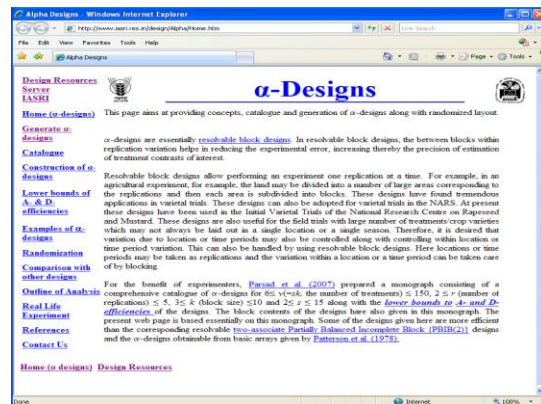 Alpha Designs - Windows Internet Explorer
http://www.iasri.res.in/design/Alpha/Home.htm
Live Search
File Edit View Favorites Tools Help
Alpha Designs
Page Tools
Design Resources
Server
IASRI
Home (α-designs)
Generate α-
designs
Catalogue
Construction of α-
designs
Lower bounds of
A- & D-
efficiencies
Examples of α-
designs
Randomization
Comparison with
other designs
Outline of Analysis
Real Life
Experiment
References
Contact Us
α-Designs
This page aims at providing concepts, catalogue and generation of α-designs along with randomized layout.
α-designs are essentially resolvable block designs. In resolvable block designs, the between blocks within
replication variation helps in reducing the experimental error, increasing thereby the precision of estimation
of treatment contrasts of interest.
Resolvable block designs allow performing an experiment one replication at a time. For example, in an
agricultural experiment, for example, the land may be divided into a number of large areas corresponding to
the replications and then each area is subdivided into blocks. These designs have found tremendous
applications in varietal trials. These designs can also be adopted for varietal trials in the NARS. At present
these designs have been used in the Initial Varietal Trials of the National Research Centre on Rapeseed
and Mustard. These designs are also useful for the field trials with large number of treatments/crop varieties
which may not always be laid out in a single location or a single season. Therefore, it is desired that
variation due to location or time periods may also be controlled along with controlling within location or
time period variation. This can also be handled by using resolvable block designs. Here locations or time
periods may be taken as replications and the variation within a location or a time period can be taken care
of by blocking.
For the benefit of experimenters, Parsad et al. (2007) prepared a monograph consisting of a
comprehensive catalogue of α-designs for 6≤ v(=sk, the number of treatments) ≤ 150, 2 ≤ r (number of
replications) ≤ 5, 3≤ k (block size) ≤10 and 2≤ s ≤ 15 along with the lower bounds to A- and D-
efficiencies of the designs. The block contents of the designs hare also given in this monograph. The
present web page is based essentially on this monograph. Some of the designs given here are more efficient
than the corresponding resolvable two-associate Partially Balanced Incomplete Block {PBIB(2)} designs
and the α-designs obtainable from basic arrays given by Patterson et al. (1978).
Home (α designs) Design Resources
Done
Internet
100%